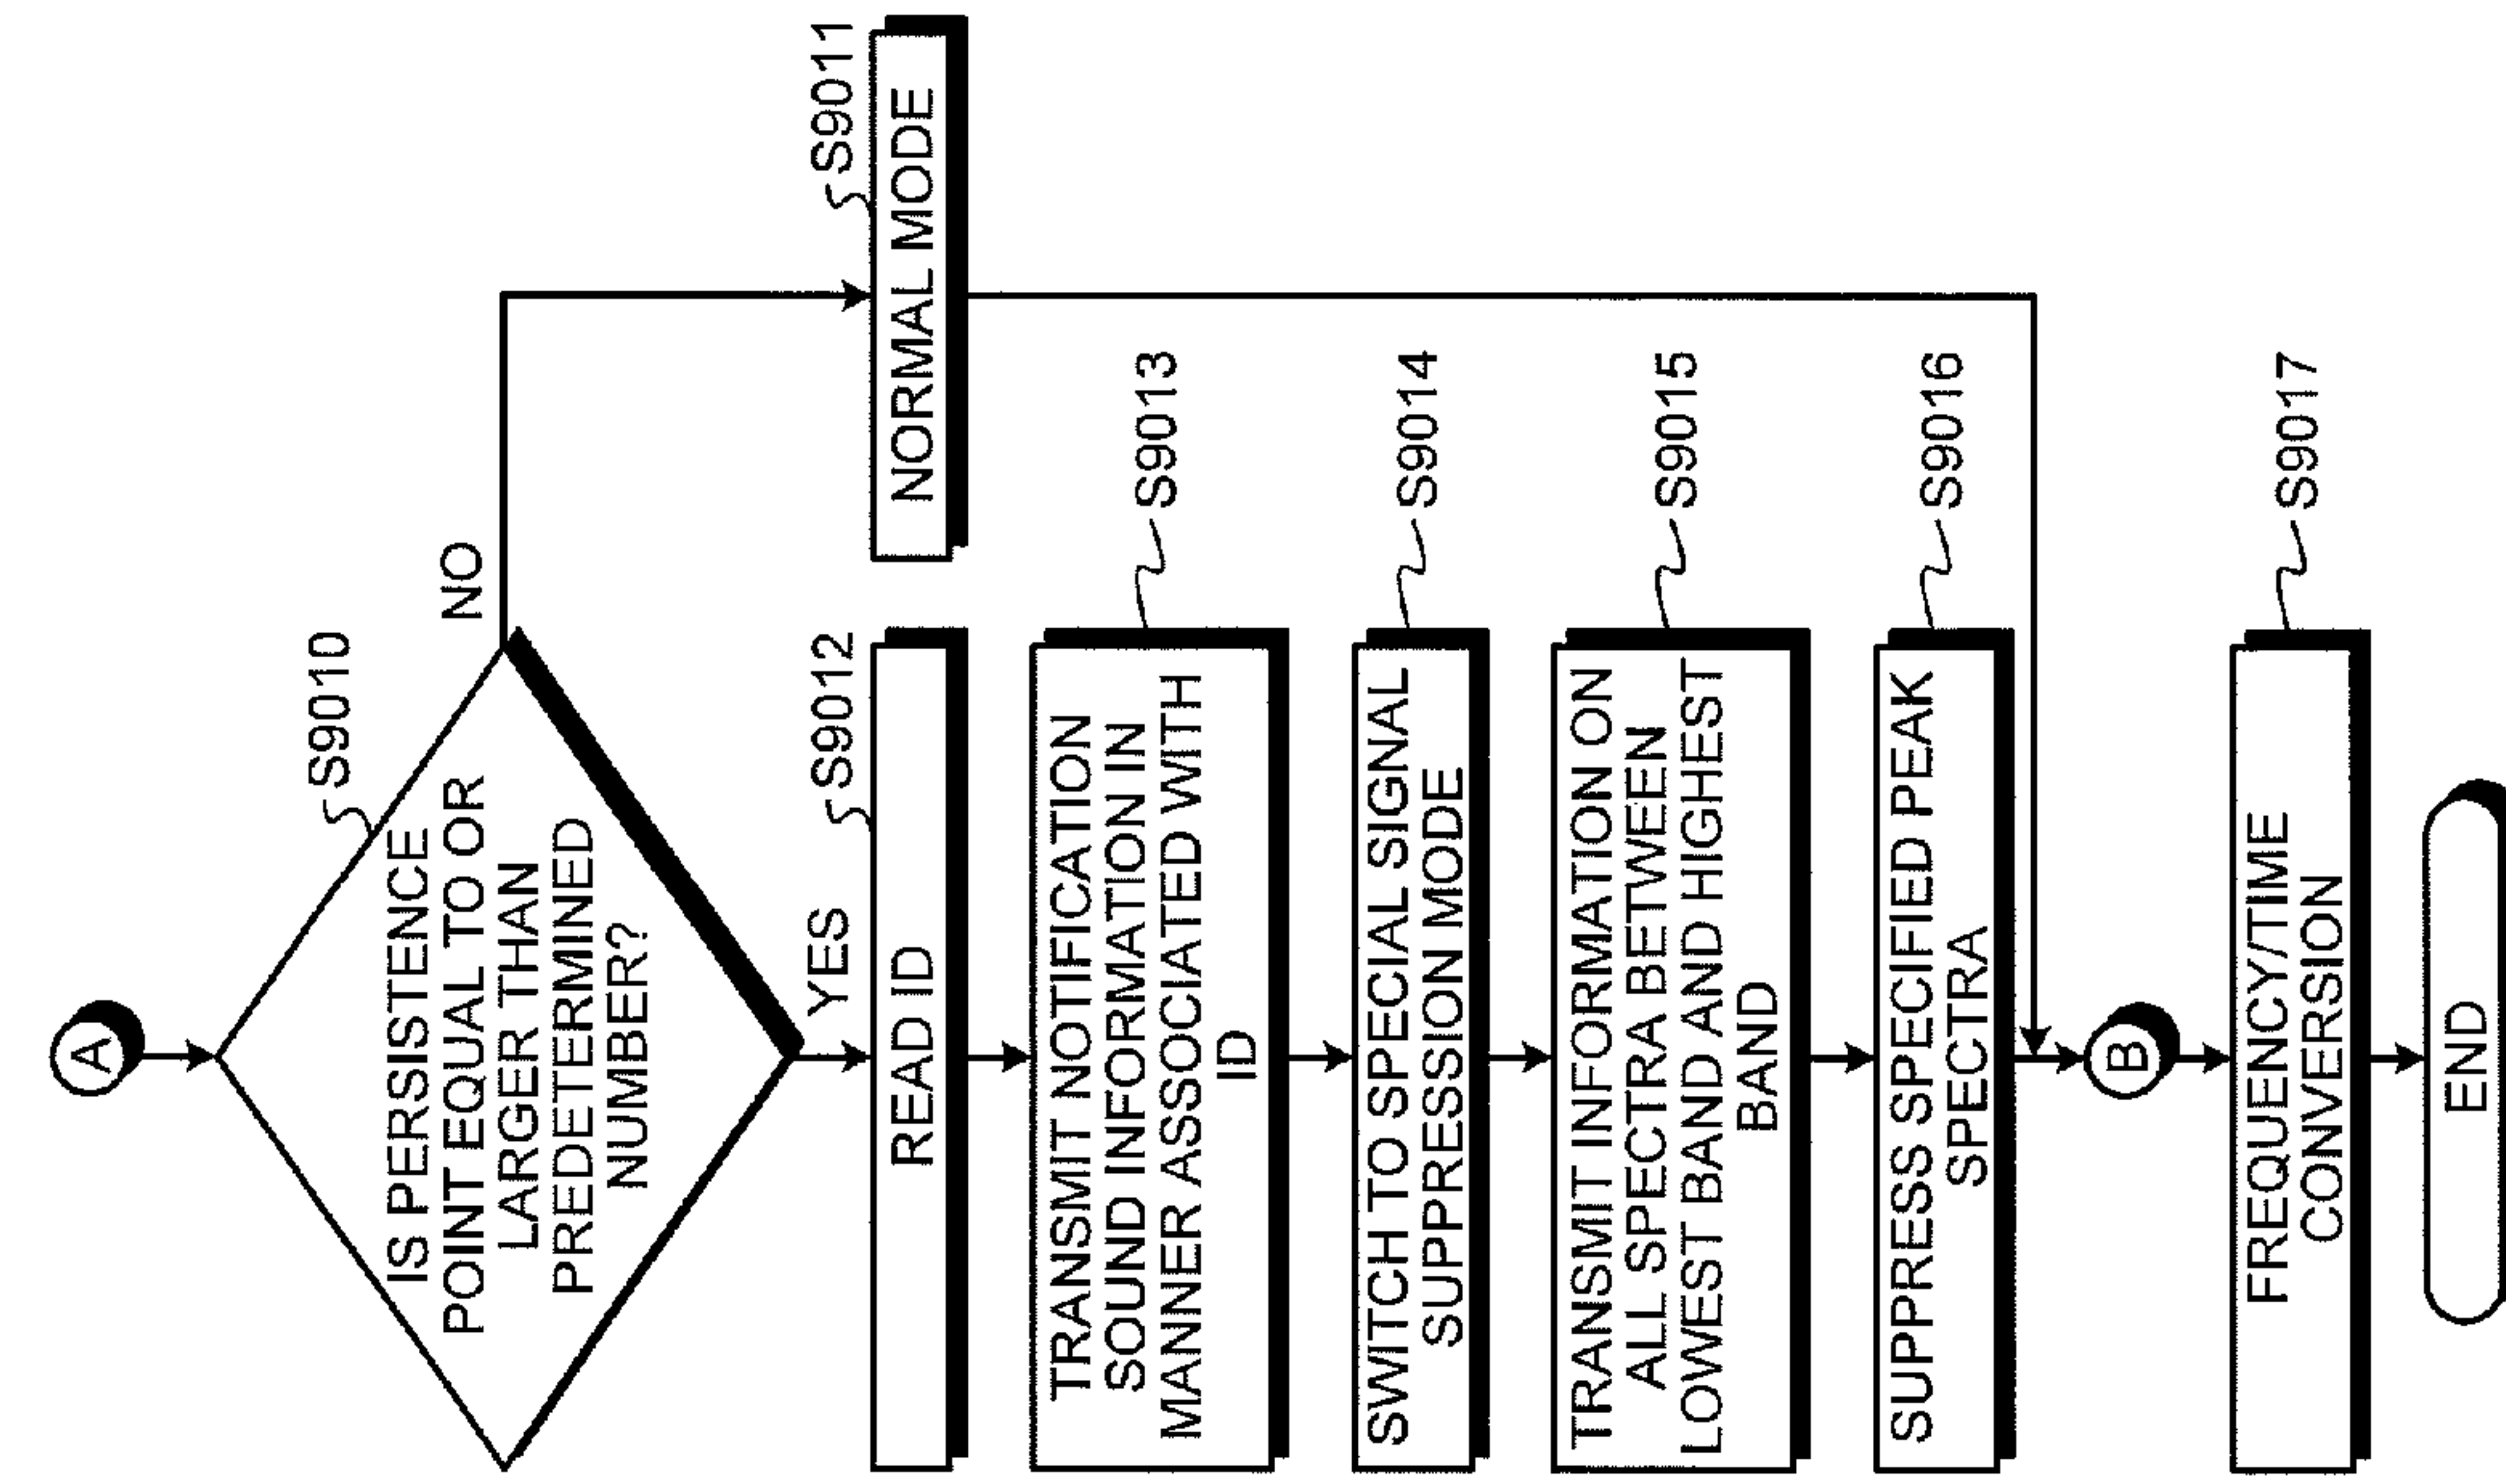 A
S9010
IS PERSISTENCE
POINT EQUAL TO OR
LARGER THAN
PREDETERMINED
NUMBER?
NO
YES
S9011
NORMAL MODE
S9012
READ ID
S9013
TRANSMIT NOTIFICATION
SOUND INFORMATION IN
MANNER ASSOCIATED WITH
ID
S9014
SWITCH TO SPECIAL SIGNAL
SUPPRESSION MODE
S9015
TRANSMIT INFORMATION ON
ALL SPECTRA BETWEEN
LOWEST BAND AND HIGHEST
BAND
S9016
SUPPRESS SPECIFIED PEAK
SPECTRA
B
S9017
FREQUENCY/TIME
CONVERSION
END